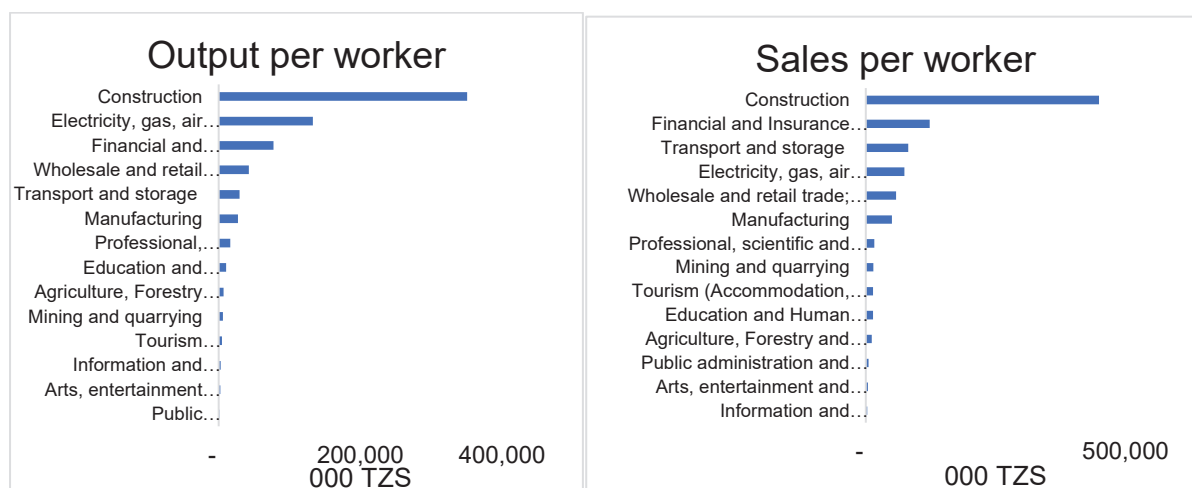 Output per worker
Construction
Electricity, gas, air…
Financial and…
Wholesale and retail…
Transport and storage
Manufacturing
Professional,…
Education and…
Agriculture, Forestry…
Mining and quarrying
Tourism…
Information and…
Arts, entertainment…
Public…
- 200,000 400,000
000 TZS
Sales per worker
Construction
Financial and Insurance…
Transport and storage
Electricity, gas, air…
Wholesale and retail trade;…
Manufacturing
Professional, scientific and…
Mining and quarrying
Tourism (Accommodation,…
Education and Human…
Agriculture, Forestry and…
Public administration and…
Arts, entertainment and…
Information and…
- 500,000
000 TZS